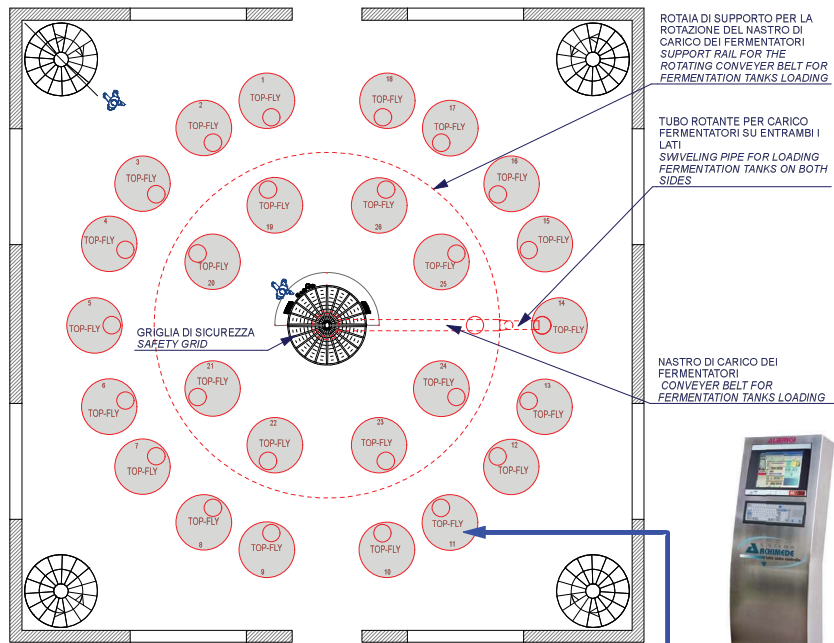 ROTAIA DI SUPPORTO PER LA
ROTAZIONE DEL NASTRO DI
CARICO DEI FERMENTATORI
SUPPORT RAIL FOR THE
ROTATING CONVEYER BELT FOR
FERMENTATION TANKS LOADING
TUBO ROTANTE PER CARICO
FERMENTATORI SU ENTRAMBI I
LATI
SWIVELING PIPE FOR LOADING
FERMENTATION TANKS ON BOTH
SIDES
NASTRO DI CARICO DEI
FERMENTATORI
CONVEYER BELT FOR
FERMENTATION TANKS LOADING
GRIGLIA DI SICUREZZA
SAFETY GRID
1
TOP-FLY
2
TOP-FLY
3
TOP-FLY
4
TOP-FLY
5
TOP-FLY
6
TOP-FLY
7
TOP-FLY
TOP-FLY
8
TOP-FLY
9
TOP-FLY
10
TOP-FLY
11
12
TOP-FLY
13
TOP-FLY
14
TOP-FLY
15
TOP-FLY
16
TOP-FLY
17
TOP-FLY
18
TOP-FLY
TOP-FLY
19
TOP-FLY
20
21
TOP-FLY
22
TOP-FLY
23
TOP-FLY
24
TOP-FLY
TOP-FLY
25
TOP-FLY
26
SISTEMA
ARCHIMEDE